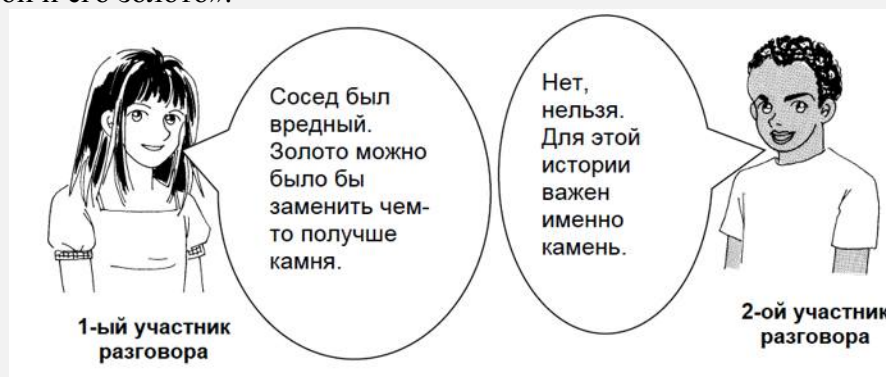 Сосед был
вредный.
Золото можно
было бы
заменить чем-
то получше
камня.
Нет,
нельзя.
Для этой
истории
важен
именно
камень.
1-ый участник
разговора
2-ой участник
разговора